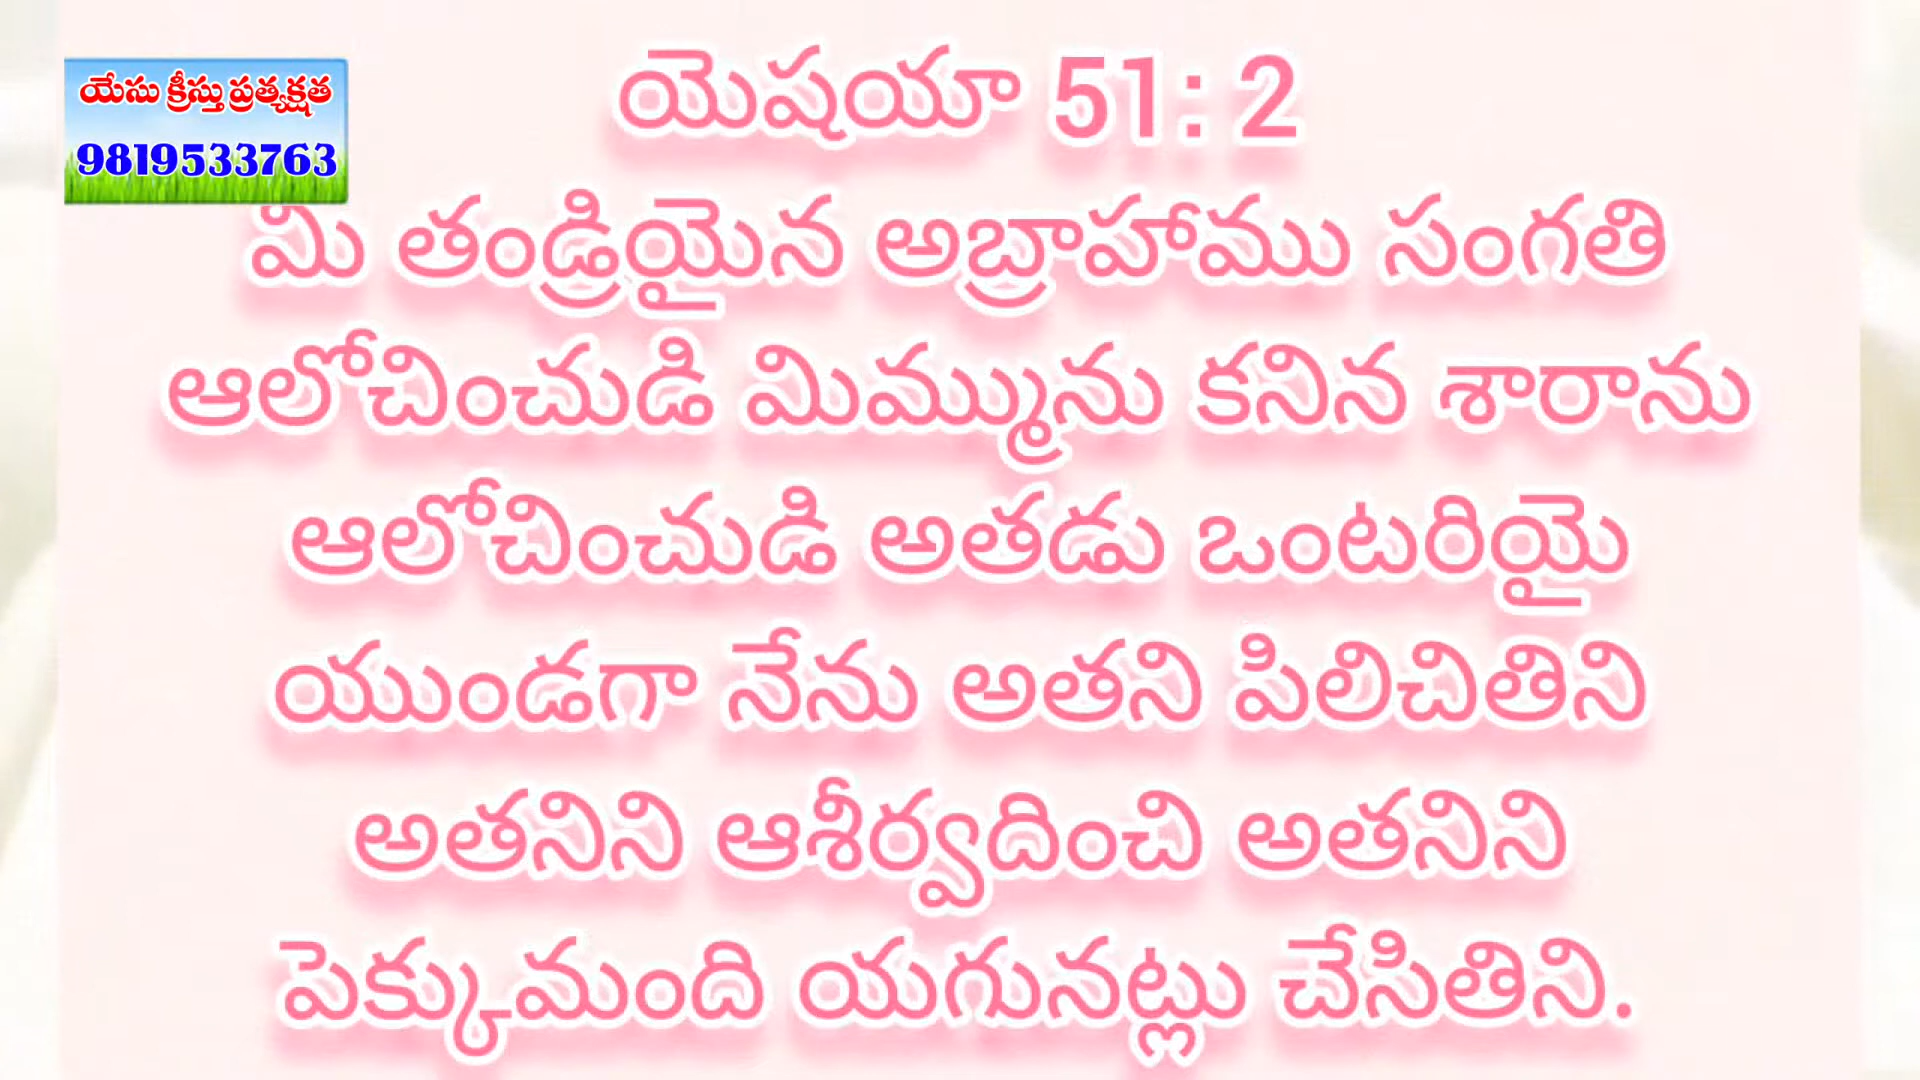 యేసు క్రీస్తు ప్రత్యక్షత
9819533763
యెషయా 51: 2
మీ తండ్రియైన అబ్రాహాము సంగతి
ఆలోచించుడి మిమ్మును కనిన శారాను
ఆలోచించుడి అతడు ఒంటరియై
యుండగా నేను అతని పిలిచితిని
అతనిని ఆశీర్వదించి అతనిని
పెక్కుమంది యగునట్లు చేసితిని.